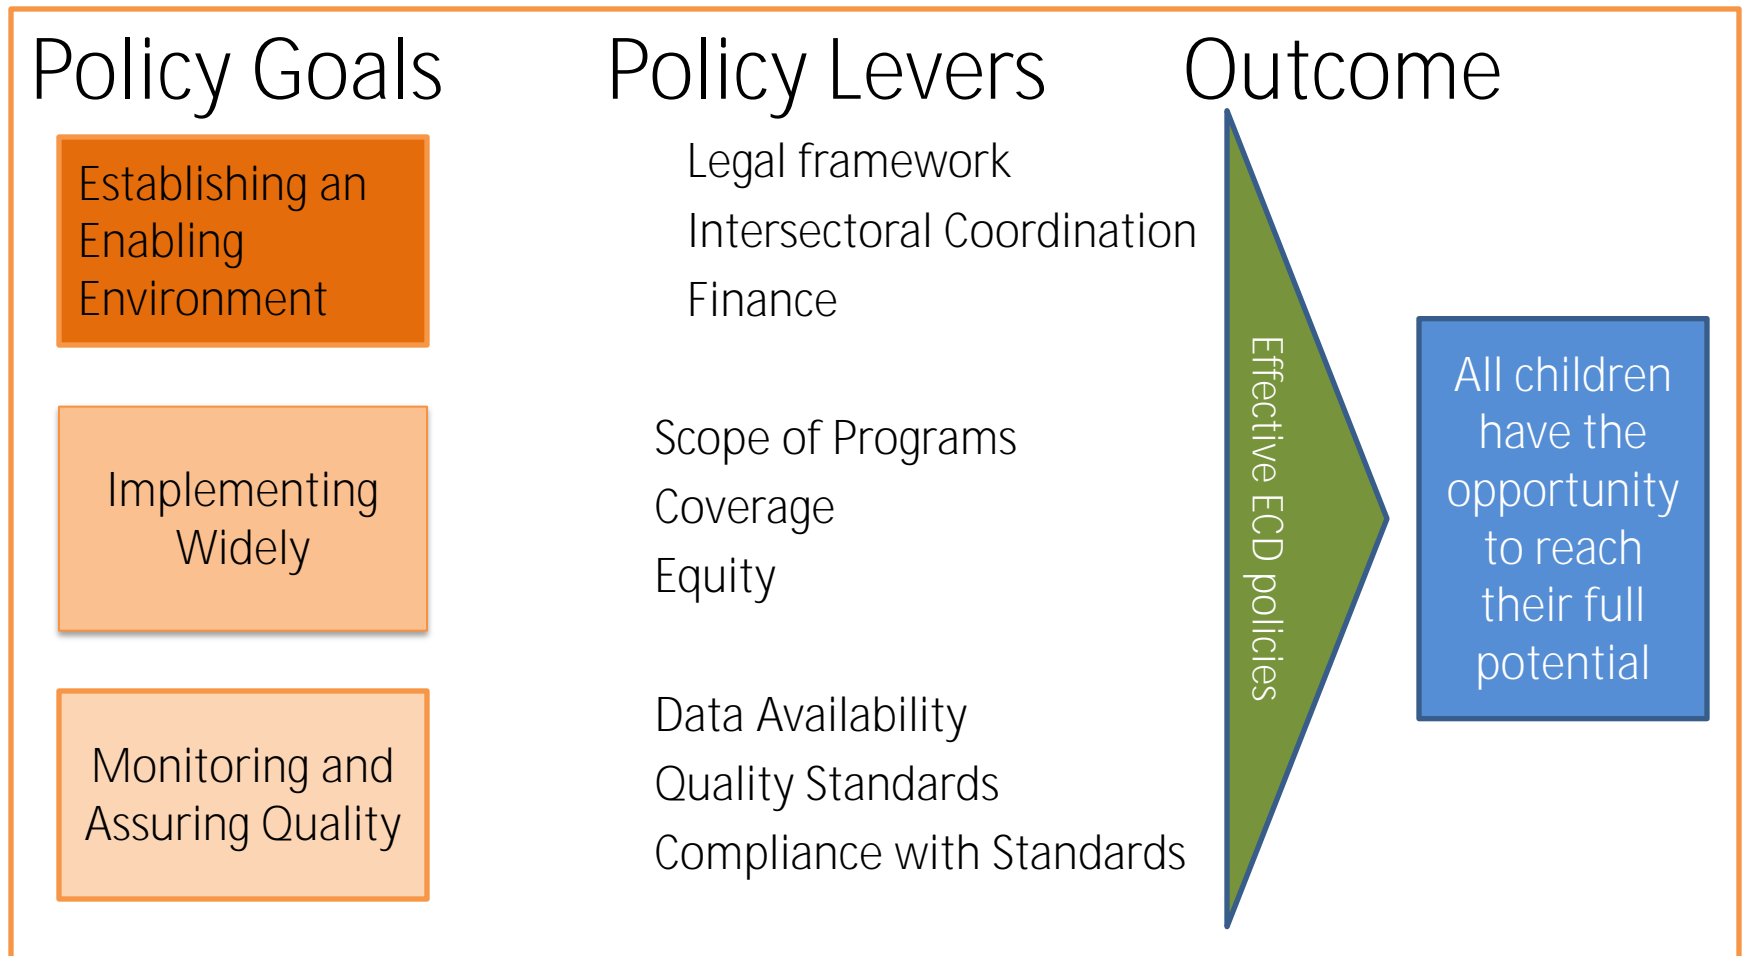 Policy Goals
Policy Levers
Outcome
Establishing an
Enabling
Environment
Legal framework
Intersectoral Coordination
Finance
Implementing
Widely
Scope of Programs
Coverage
Equity
Monitoring and
Assuring Quality
Data Availability
Quality Standards
Compliance with Standards
Effective ECD policies
All children
have the
opportunity
to reach
their full
potential